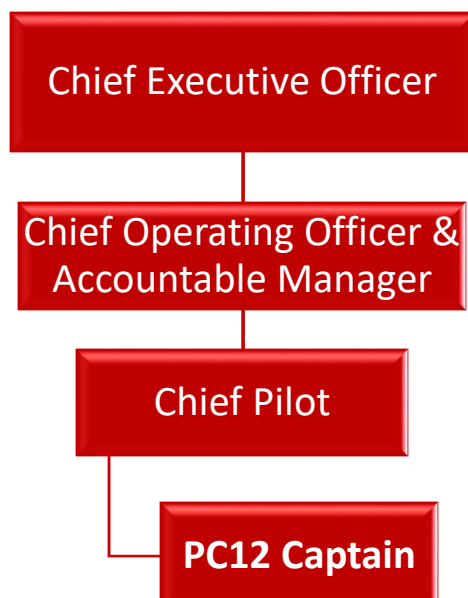 Chief Executive Officer
Chief Operating Officer &
Accountable Manager
Chief Pilot
PC12 Captain